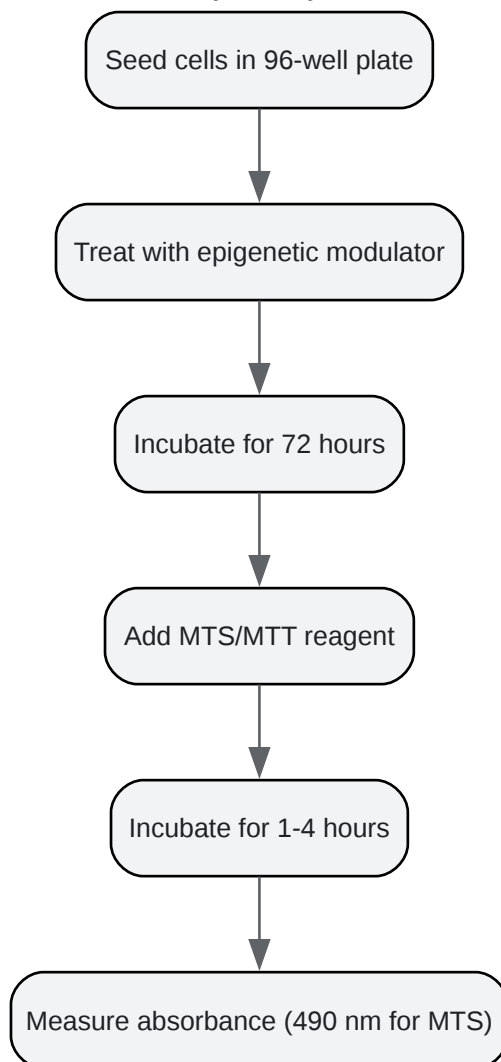 Seed cells in 96-well plate
Treat with epigenetic modulator
Incubate for 72 hours
Add MTS/MTT reagent
Incubate for 1-4 hours
Measure absorbance (490 nm for MTS)